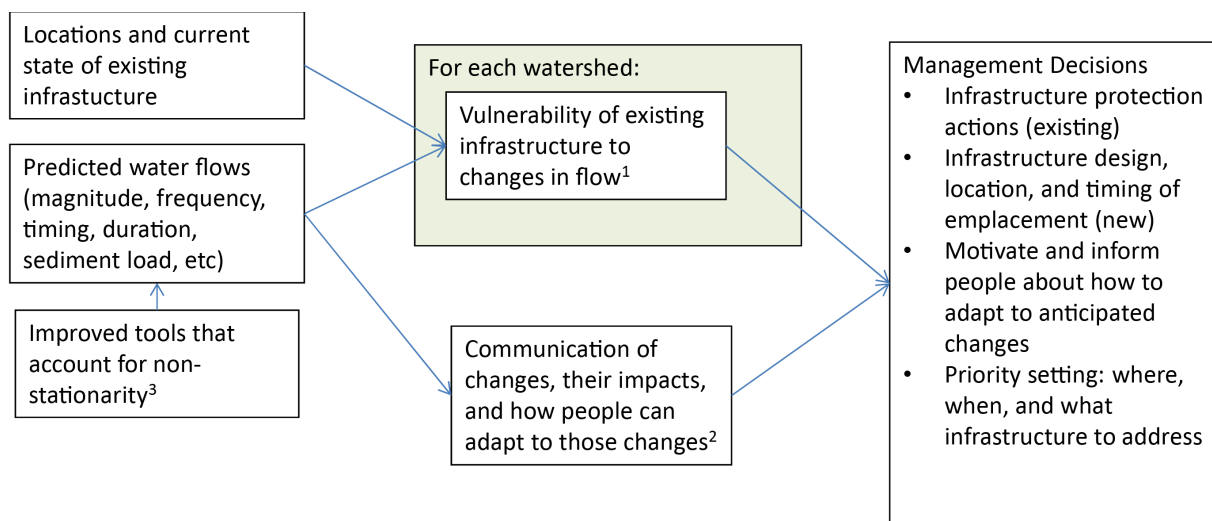 Locations and current
state of existing
infrastucture
Predicted water flows
(magnitude, frequency,
timing, duration,
sediment load, etc)
Improved tools that
account for non-
stationarity³
For each watershed:
Vulnerability of existing
infrastructure to
changes in flow¹
Communication of
changes, their impacts,
and how people can
adapt to those changes²
Management Decisions
• Infrastructure protection
actions (existing)
• Infrastructure design,
location, and timing of
emplacement (new)
• Motivate and inform
people about how to
adapt to anticipated
changes
• Priority setting: where,
when, and what
infrastructure to address